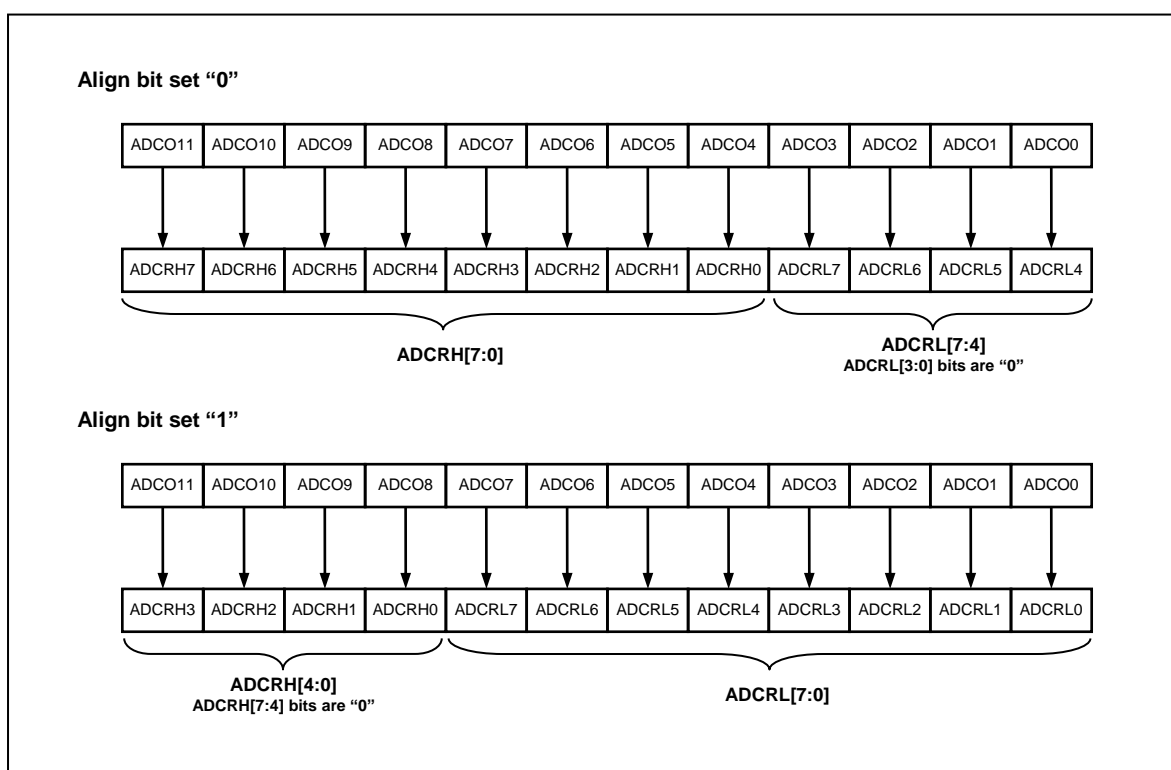 Align bit set “0”
ADCO11 ADCO10 ADCO9 ADCO8 ADCO7 ADCO6 ADCO5 ADCO4 ADCO3 ADCO2 ADCO1 ADCO0
ADCRH7 ADCRH6 ADCRH5 ADCRH4 ADCRH3 ADCRH2 ADCRH1 ADCRH0 ADCRL7 ADCRL6 ADCRL5 ADCRL4
ADCRH[7:0]
ADCRL[7:4]
ADCRL[3:0] bits are “0”
Align bit set “1”
ADCO11 ADCO10 ADCO9 ADCO8 ADCO7 ADCO6 ADCO5 ADCO4 ADCO3 ADCO2 ADCO1 ADCO0
ADCRH3 ADCRH2 ADCRH1 ADCRH0 ADCRL7 ADCRL6 ADCRL5 ADCRL4 ADCRL3 ADCRL2 ADCRL1 ADCRL0
ADCRH[4:0]
ADCRH[7:4] bits are “0”
ADCRL[7:0]